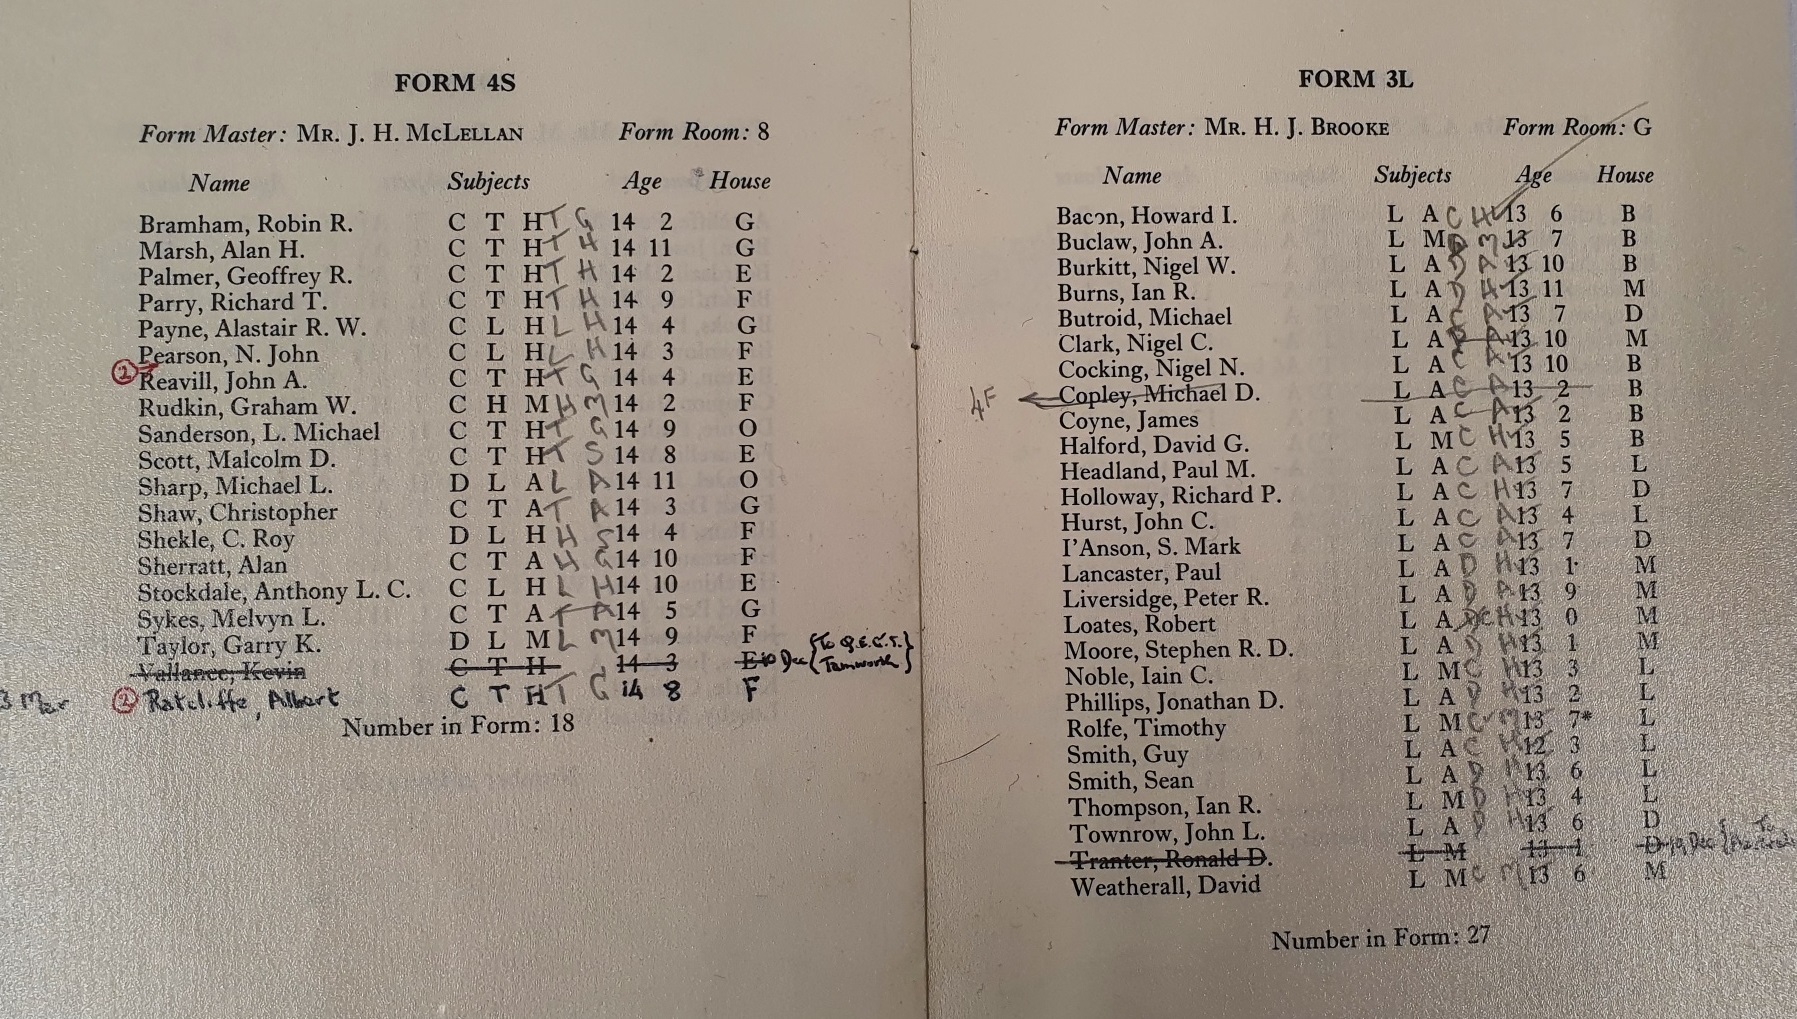 FORM 4S
Form Master: MR. J. H. MCLELLAN Form Room: 8
Name Subjects Age House
Bramham, Robin R. C T H T G 14 2 G
Marsh, Alan H. C T H T H 14 11 G
Palmer, Geoffrey R. C T H T H 14 2 E
Parry, Richard T. C T H T H 14 9 F
Payne, Alastair R. W. C L H L H 14 4 G
Pearson, N. John C L H L H 14 3 F
2 Reavill, John A. C T H T G 14 4 E
Rudkin, Graham W. C H M H M 14 2 F
Sanderson, L. Michael C T H T G 14 9 O
Scott, Malcolm D. C T H T S 14 8 E
Sharp, Michael L. D L A L A 14 11 O
Shaw, Christopher C T A T A 14 3 G
Shekle, C. Roy D L H H S 14 4 F
Sherratt, Alan C T A H G 14 10 F
Stockdale, Anthony L. C. C L H L H 14 10 E
Sykes, Melvyn L. C T A T A 14 5 G
Taylor, Garry K. D L M L M 14 9 F
Vallance, Kevin C T H 14 3 E 10 Dec {To Q.E.G.S. Tamworth}
3 Mar 2 Ratcliffe, Albert C T H T G 14 8 F
Number in Form: 18
FORM 3L
Form Master: MR. H. J. BROOKE Form Room: G
Name Subjects Age House
Bacon, Howard I. L A C H 13 6 B
Buclaw, John A. L M D M 13 7 B
Burkitt, Nigel W. L A D A 13 10 B
Burns, Ian R. L A D H 13 11 M
Butroid, Michael L A C A 13 7 D
Clark, Nigel C. L A D A 13 10 M
Cocking, Nigel N. L A C A 13 10 B
4F Copley, Michael D. L A C A 13 2 B
Coyne, James L A C A 13 2 B
Halford, David G. L M C H 13 5 B
Headland, Paul M. L A C A 13 5 L
Holloway, Richard P. L A C H 13 7 D
Hurst, John C. L A C A 13 4 L
I'Anson, S. Mark L A C A 13 7 D
Lancaster, Paul L A D H 13 1 M
Liversidge, Peter R. L A D A 13 9 M
Loates, Robert L A C H 13 0 M
Moore, Stephen R. D. L A D H 13 1 M
Noble, Iain C. L M C H 13 3 L
Phillips, Jonathan D. L A D H 13 2 L
Rolfe, Timothy L M C M 13 7* L
Smith, Guy L A C H 12 3 L
Smith, Sean L A D H 13 6 L
Thompson, Ian R. L M D H 13 4 L
Townrow, John L. L A D H 13 6 D
Tranter, Ronald D. L M 13 1 D 19 Dec {To
Weatherall, David L M C M 13 6 M
Number in Form: 27